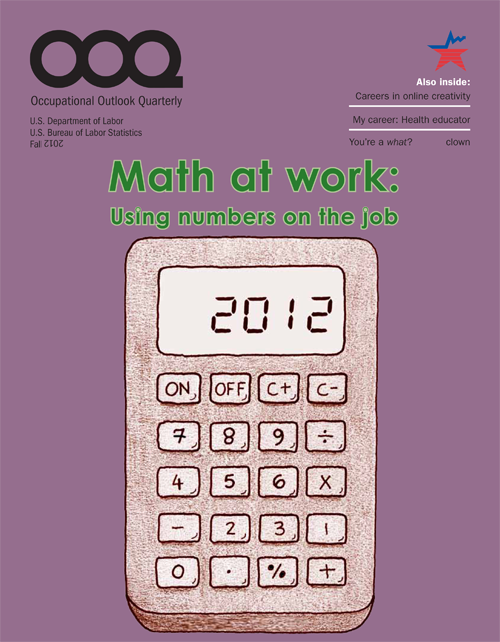 OOQ
Occupational Outlook Quarterly
U.S. Department of Labor
U.S. Bureau of Labor Statistics
Fall 2012
Also inside:
Careers in online creativity
My career: Health educator
You're a what? clown
Math at work:
Using numbers on the job
2012
ON OFF C+ C-
7 8 9 ÷
4 5 6 X
- 2 3 1
0 . % +